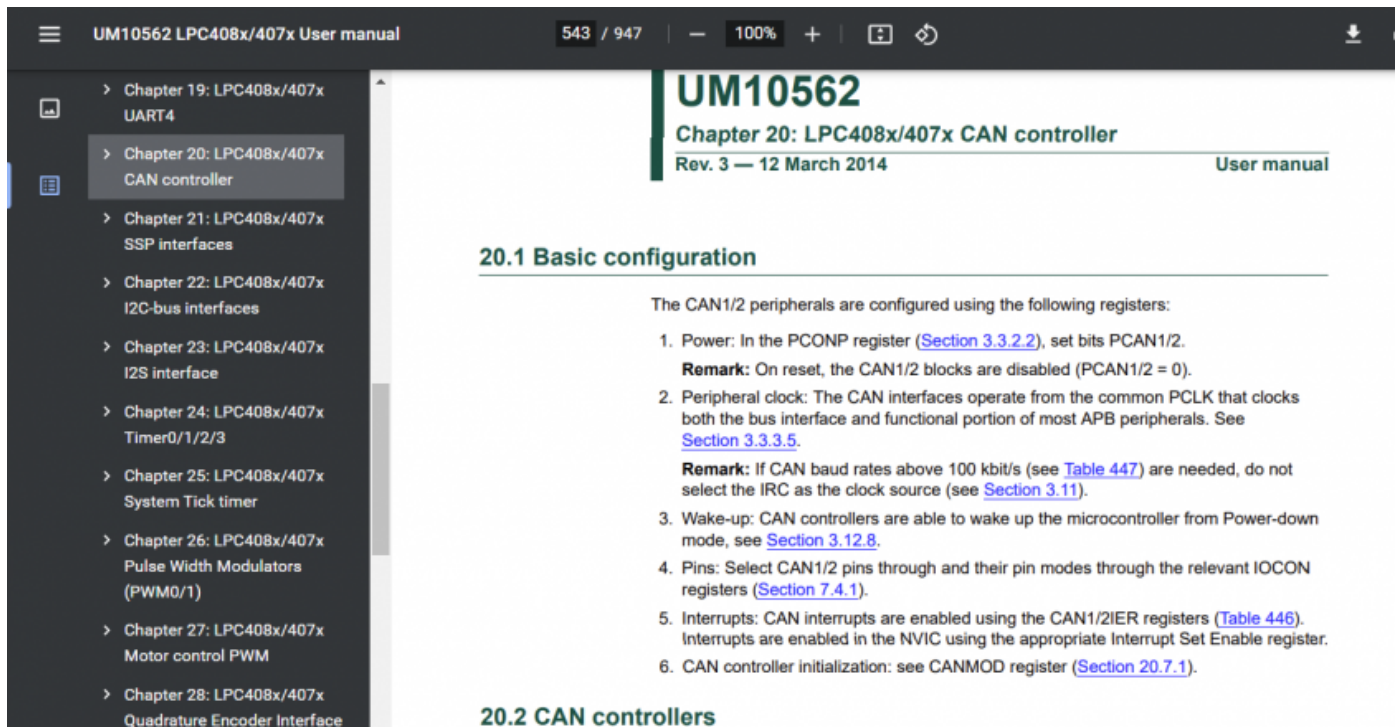 UM10562 LPC408x/407x User manual
543 / 947
100%
Chapter 19: LPC408x/407x
UART4
Chapter 20: LPC408x/407x
CAN controller
Chapter 21: LPC408x/407x
SSP interfaces
Chapter 22: LPC408x/407x
I2C-bus interfaces
Chapter 23: LPC408x/407x
I2S interface
Chapter 24: LPC408x/407x
Timer0/1/2/3
Chapter 25: LPC408x/407x
System Tick timer
Chapter 26: LPC408x/407x
Pulse Width Modulators
(PWM0/1)
Chapter 27: LPC408x/407x
Motor control PWM
Chapter 28: LPC408x/407x
Quadrature Encoder Interface
UM10562
Chapter 20: LPC408x/407x CAN controller
Rev. 3 — 12 March 2014 User manual
20.1 Basic configuration
The CAN1/2 peripherals are configured using the following registers:
1. Power: In the PCONP register (Section 3.3.2.2), set bits PCAN1/2.
Remark: On reset, the CAN1/2 blocks are disabled (PCAN1/2 = 0).
2. Peripheral clock: The CAN interfaces operate from the common PCLK that clocks
both the bus interface and functional portion of most APB peripherals. See
Section 3.3.3.5.
Remark: If CAN baud rates above 100 kbit/s (see Table 447) are needed, do not
select the IRC as the clock source (see Section 3.11).
3. Wake-up: CAN controllers are able to wake up the microcontroller from Power-down
mode, see Section 3.12.8.
4. Pins: Select CAN1/2 pins through and their pin modes through the relevant IOCON
registers (Section 7.4.1).
5. Interrupts: CAN interrupts are enabled using the CAN1/2IER registers (Table 446).
Interrupts are enabled in the NVIC using the appropriate Interrupt Set Enable register.
6. CAN controller initialization: see CANMOD register (Section 20.7.1).
20.2 CAN controllers